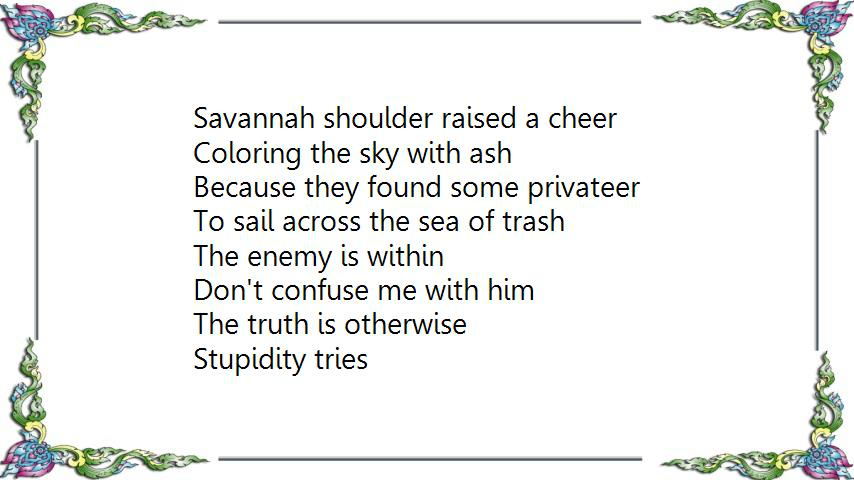 Savannah shoulder raised a cheer
Coloring the sky with ash
Because they found some privateer
To sail across the sea of trash
The enemy is within
Don't confuse me with him
The truth is otherwise
Stupidity tries